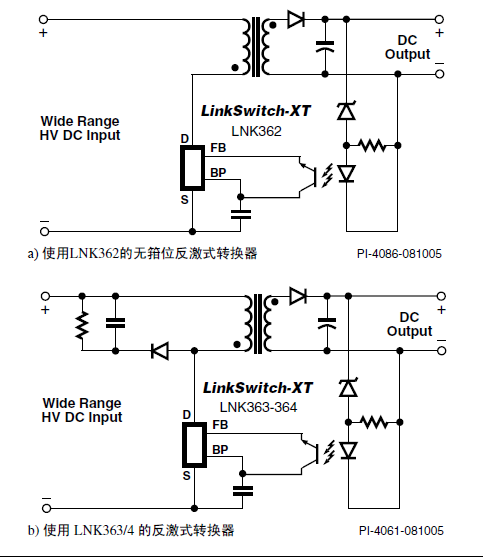 +
DC
+
Output
LinkSwitch-XT
Wide Range
HV DC Input
LNK362
D
FB
BP
S
a) 使用LNK362的无箝位反激式转换器
PI-4086-081005
+
DC
+
Output
LinkSwitch-XT
Wide Range
HV DC Input
LNK363-364
D
FB
BP
S
b) 使用 LNK363/4 的反激式转换器
PI-4061-081005